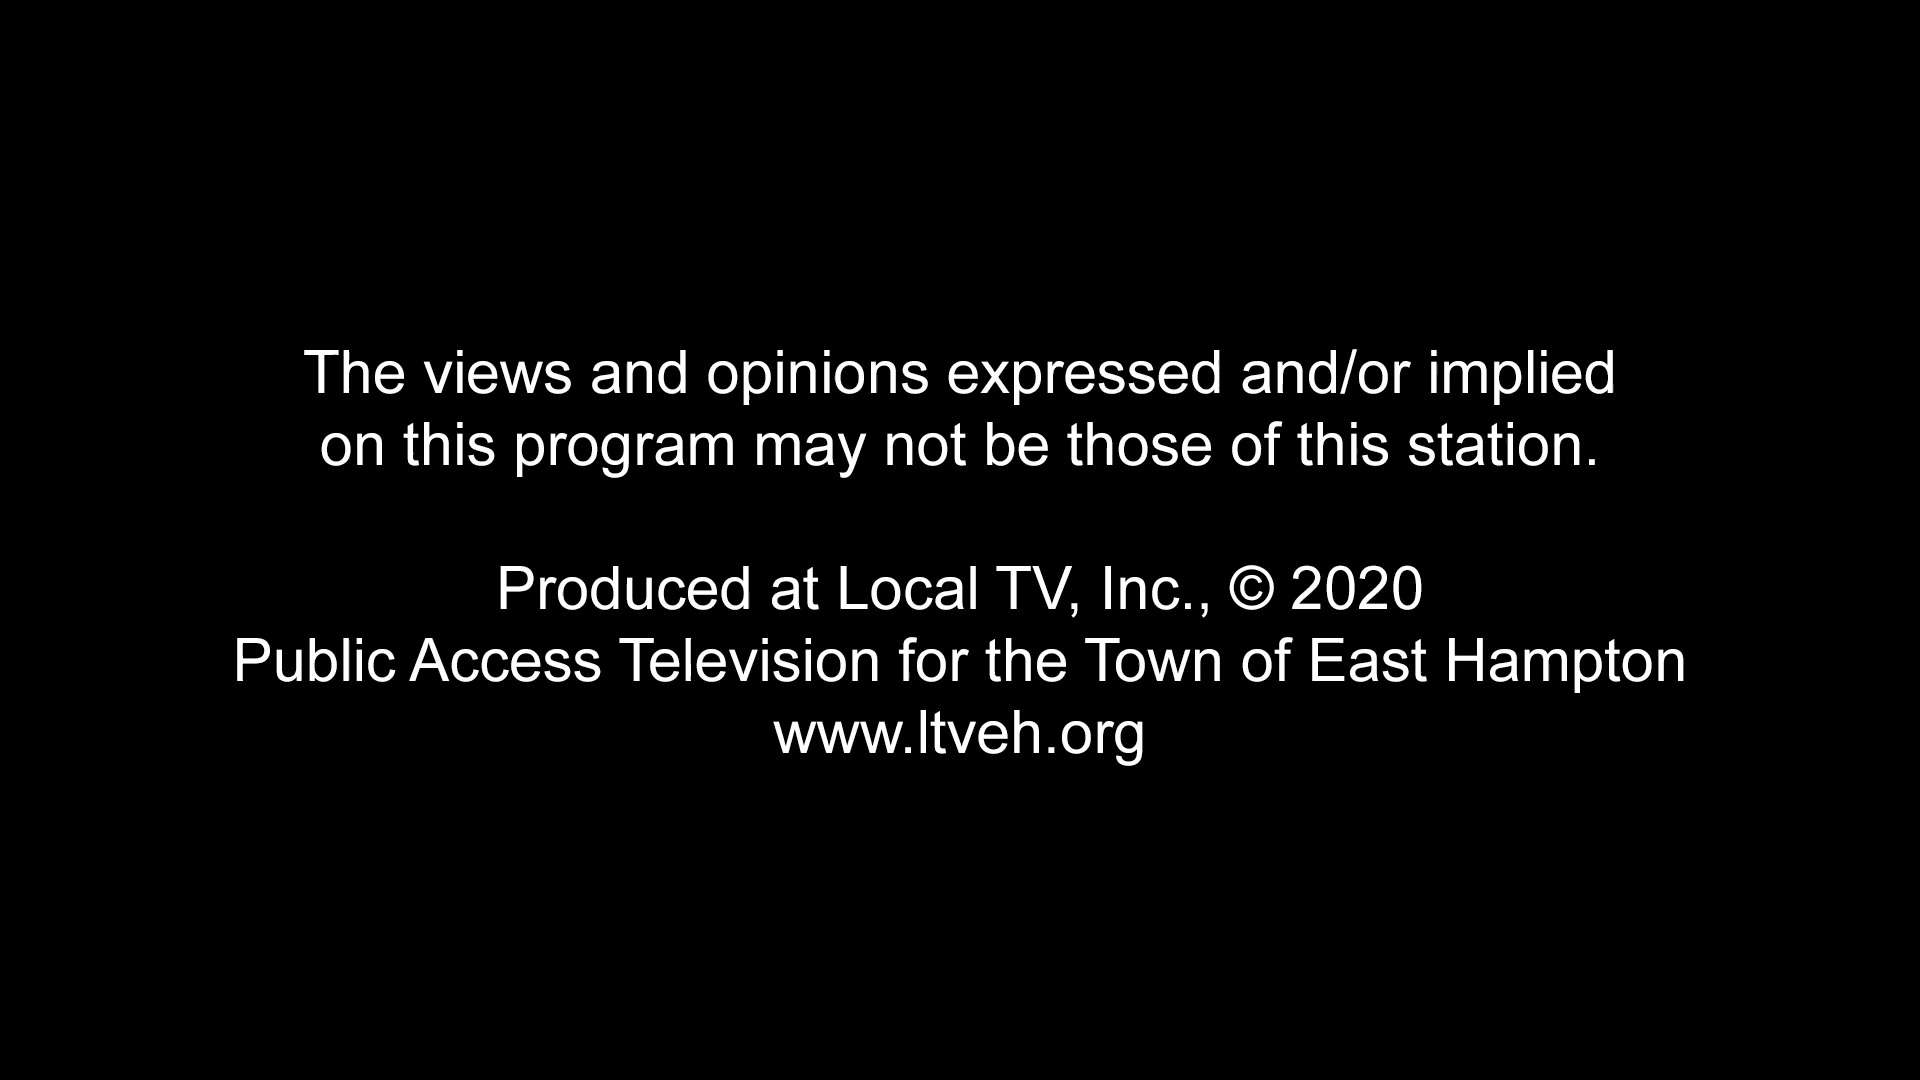 The views and opinions expressed and/or implied
on this program may not be those of this station.
Produced at Local TV, Inc., © 2020
Public Access Television for the Town of East Hampton
www.ltveh.org